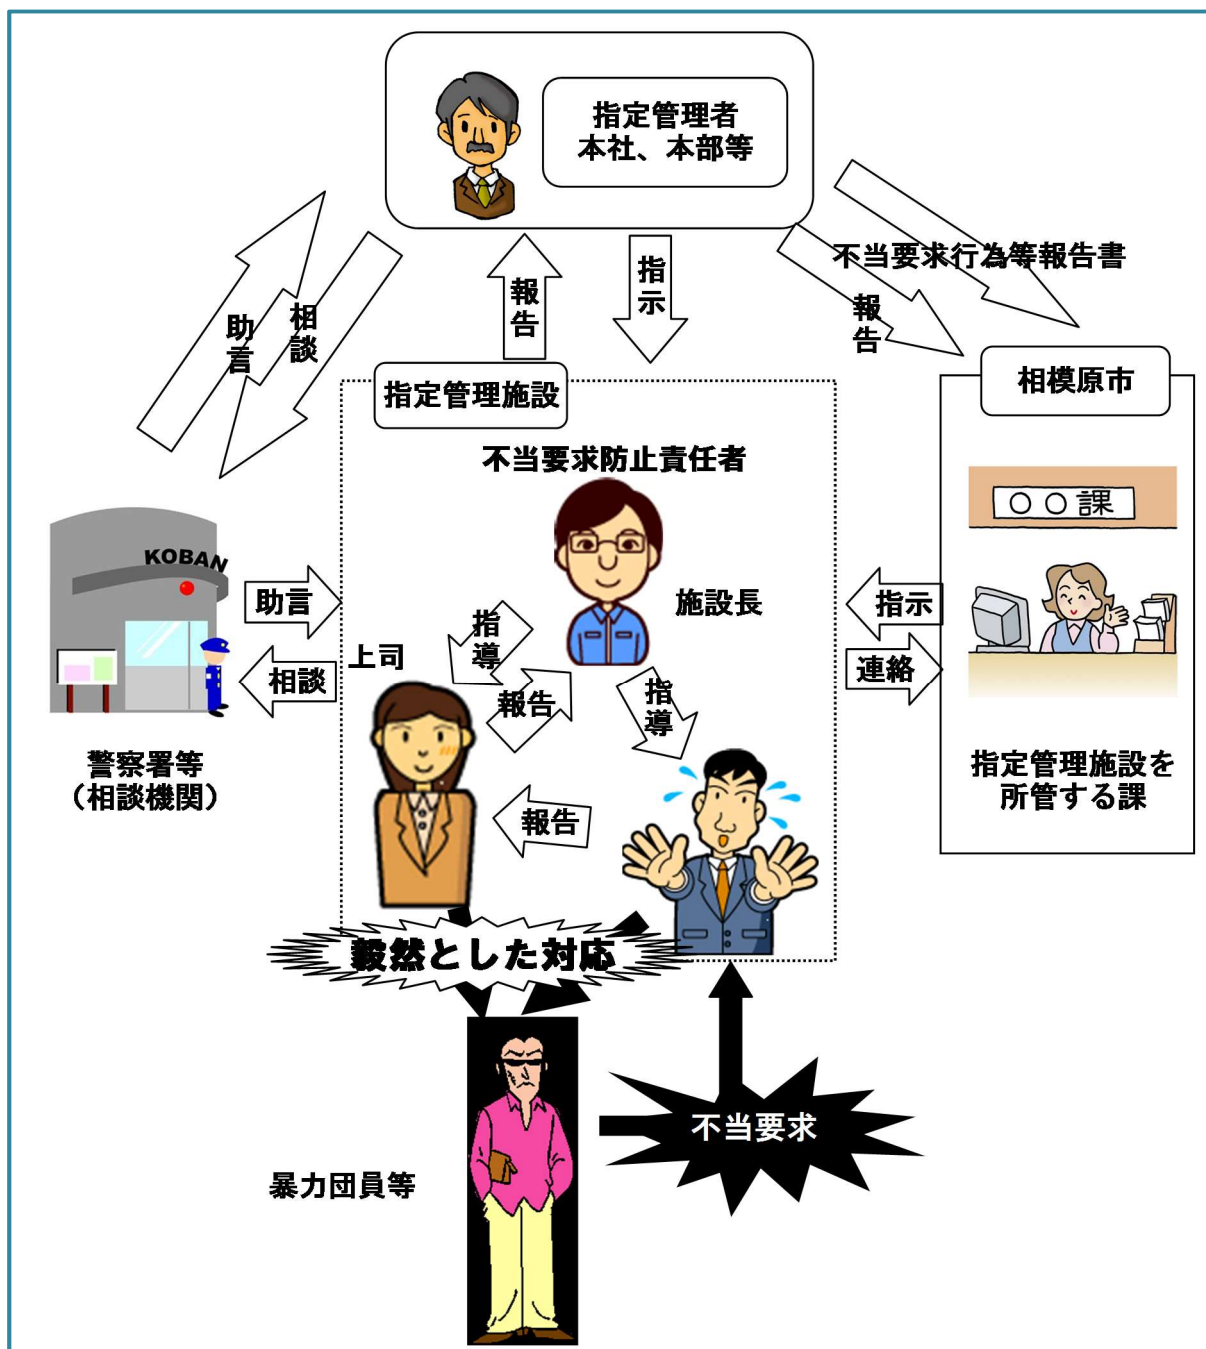 指定管理者
本社、本部等
不当要求行為等報告書
報告
指示
報告
助言
相談
指定管理施設
相模原市
不当要求防止責任者
〇〇課
KOBAN
助言
相談
施設長
指示
連絡
指導
上司
報告
指導
報告
警察署等
（相談機関）
指定管理施設を
所管する課
毅然とした対応
不当要求
暴力団員等